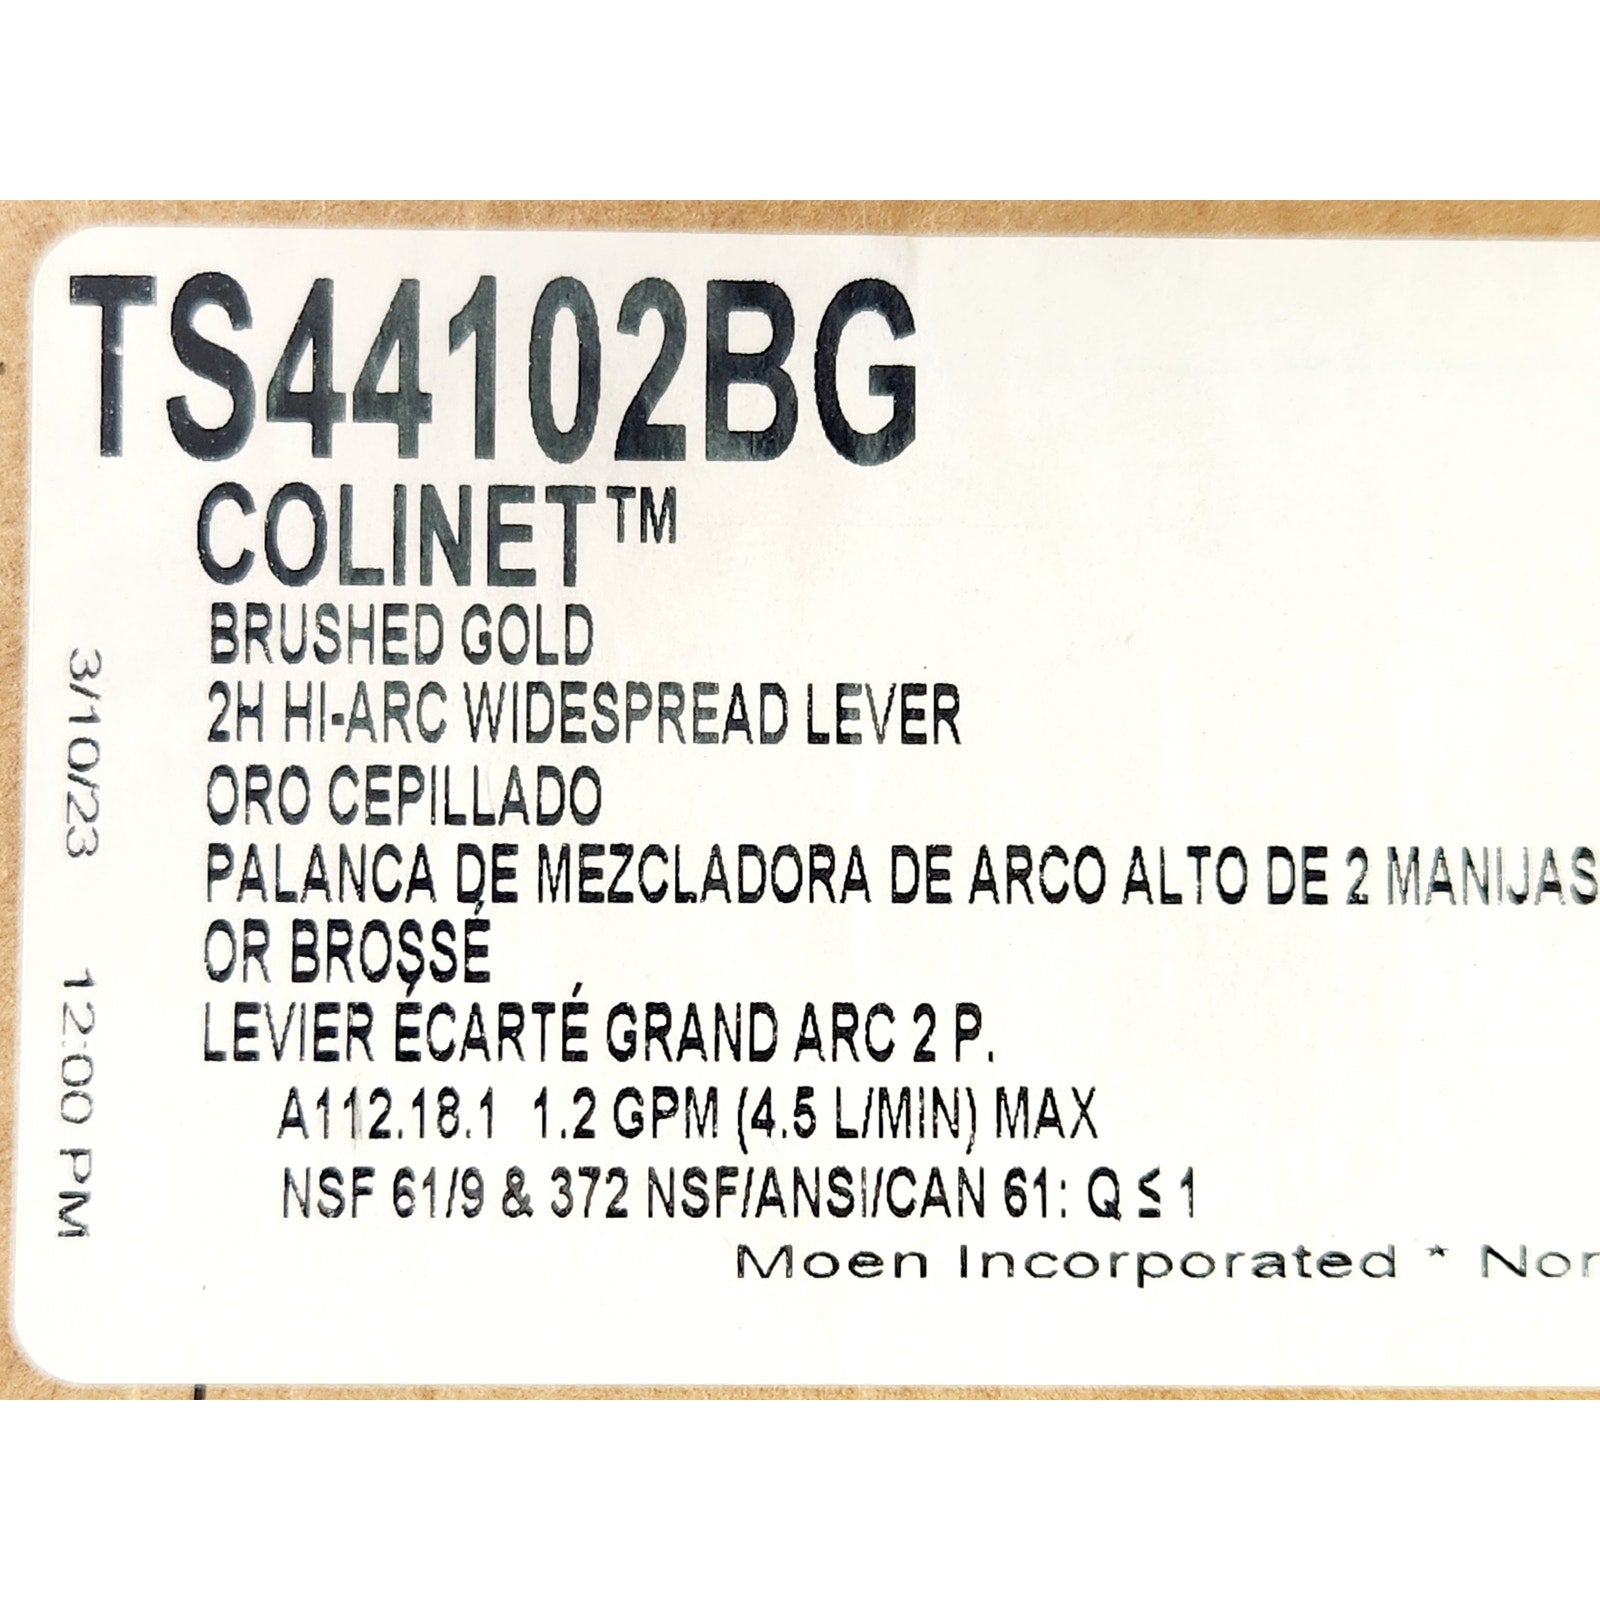 TS44102BG
COLINET™
BRUSHED GOLD
2H HI-ARC WIDESPREAD LEVER
ORO CEPILLADO
PALANCA DE MEZCLADORA DE ARCO ALTO DE 2 MANIJAS
OR BROSSÉ
LEVIER ÉCARTÉ GRAND ARC 2 P.
A112.18.1 1.2 GPM (4.5 L/MIN) MAX
NSF 61/9 & 372 NSF/ANSI/CAN 61: Q ≤ 1
Moen Incorporated * Nor
3/10/23 12:00 PM